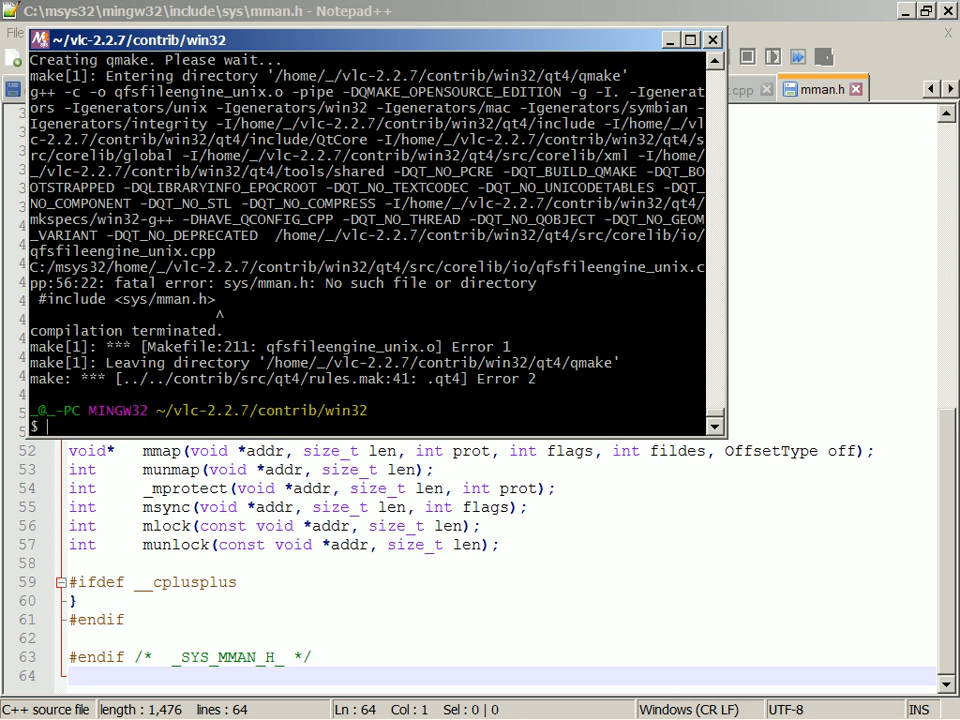 C:\msys32\mingw32\include\sys\mman.h - Notepad++
File
~/vlc-2.2.7/contrib/win32
.cpp
mman.h
X
Creating qmake. Please wait...
make[1]: Entering directory '/home/_/vlc-2.2.7/contrib/win32/qt4/qmake'
g++ -c -o qfsfileengine_unix.o -pipe -DQMAKE_OPENSOURCE_EDITION -g -I. -Igenerat
ors -Igenerators/unix -Igenerators/win32 -Igenerators/mac -Igenerators/symbian -
Igenerators/integrity -I/home/_/vlc-2.2.7/contrib/win32/qt4/include -I/home/_/vl
c-2.2.7/contrib/win32/qt4/include/QtCore -I/home/_/vlc-2.2.7/contrib/win32/qt4/s
rc/corelib/global -I/home/_/vlc-2.2.7/contrib/win32/qt4/src/corelib/xml -I/home/
_/vlc-2.2.7/contrib/win32/qt4/tools/shared -DQT_NO_PCRE -DQT_BUILD_QMAKE -DQT_BO
OTSTRAPPED -DQLIBRARYINFO_EPOCROOT -DQT_NO_TEXTCODEC -DQT_NO_UNICODETABLES -DQT_
NO_COMPONENT -DQT_NO_STL -DQT_NO_COMPRESS -I/home/_/vlc-2.2.7/contrib/win32/qt4/
mkspecs/win32-g++ -DHAVE_QCONFIG_CPP -DQT_NO_THREAD -DQT_NO_QOBJECT -DQT_NO_GEOM
_VARIANT -DQT_NO_DEPRECATED  /home/_/vlc-2.2.7/contrib/win32/qt4/src/corelib/io/
qfsfileengine_unix.cpp
C:/msys32/home/_/vlc-2.2.7/contrib/win32/qt4/src/corelib/io/qfsfileengine_unix.c
pp:56:22: fatal error: sys/mman.h: No such file or directory
 #include <sys/mman.h>
                      ^
compilation terminated.
make[1]: *** [Makefile:211: qfsfileengine_unix.o] Error 1
make[1]: Leaving directory '/home/_/vlc-2.2.7/contrib/win32/qt4/qmake'
make: *** [../../contrib/src/qt4/rules.mak:41: .qt4] Error 2
_@_-PC MINGW32 ~/vlc-2.2.7/contrib/win32
$
52 void* mmap(void *addr, size_t len, int prot, int flags, int fildes, OffsetType off);
53 int munmap(void *addr, size_t len);
54 int _mprotect(void *addr, size_t len, int prot);
55 int msync(void *addr, size_t len, int flags);
56 int mlock(const void *addr, size_t len);
57 int munlock(const void *addr, size_t len);
58
59 #ifdef __cplusplus
60 }
61 #endif
62
63 #endif /*  _SYS_MMAN_H_ */
64
C++ source file length : 1,476 lines : 64 Ln : 64 Col : 1 Sel : 0 | 0 Windows (CR LF) UTF-8 INS